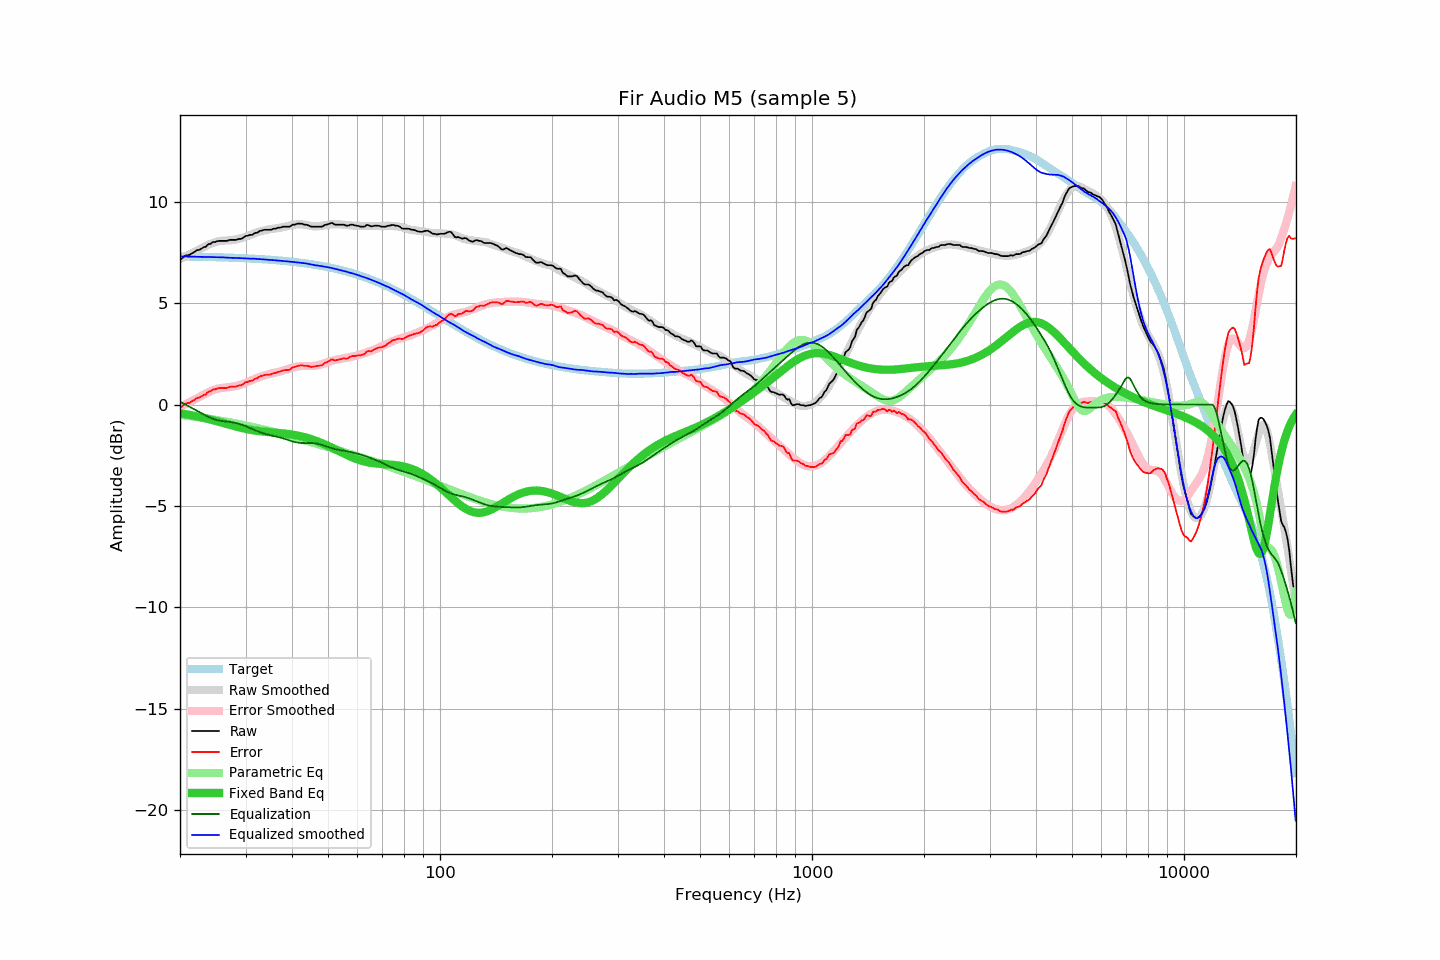 Fir Audio M5 (sample 5)
Amplitude (dBr)
10
5
0
−5
−10
−15
−20
Target
Raw Smoothed
Error Smoothed
Raw
Error
Parametric Eq
Fixed Band Eq
Equalization
Equalized smoothed
100
1000
10000
Frequency (Hz)